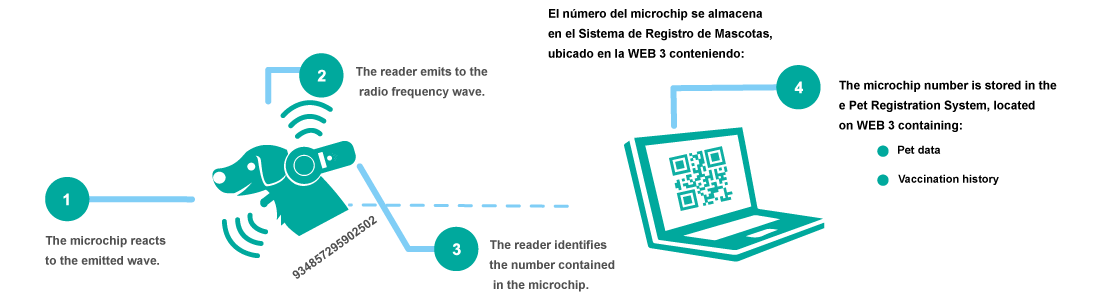 El número del microchip se almacena
en el Sistema de Registro de Mascotas,
ubicado en la WEB 3 conteniendo:
2
The reader emits to the
radio frequency wave.
4
The microchip number is stored in the
e Pet Registration System, located
on WEB 3 containing:
Pet data
Vaccination history
1
The microchip reacts
to the emitted wave.
934857295902502
3
The reader identifies
the number contained
in the microchip.